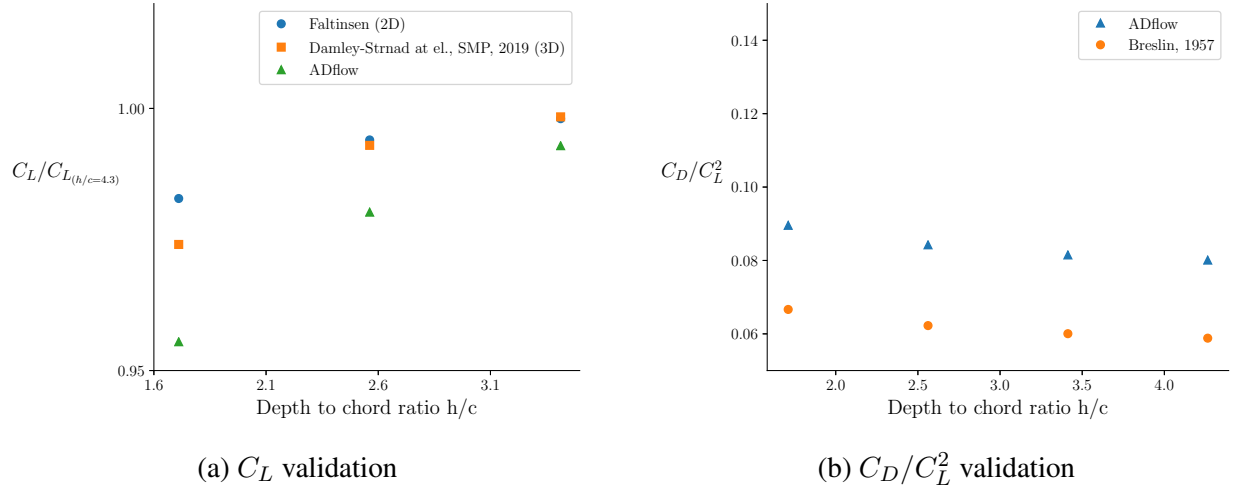 Faltinsen (2D)
Damley-Strnad at el., SMP, 2019 (3D)
ADflow
1.00
0.95
C_L/C_{L_{(h/c=4.3)}}
1.6 2.1 2.6 3.1
Depth to chord ratio h/c
(a) C_L validation
ADflow
Breslin, 1957
0.14
0.12
0.10
0.08
0.06
C_D/C_L^2
2.0 2.5 3.0 3.5 4.0
Depth to chord ratio h/c
(b) C_D/C_L^2 validation